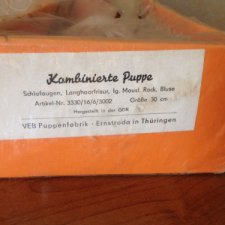 Kombinierte Puppe
Schlafaugen, Langhaarfrisur, lg. Moust. Rock, Bluse
Artikel-Nr. 3330/16/6/3002 Größe 30 cm
Hergestellt in der DDR
VEB Puppenfabrik · Ernstroda in Thüringen